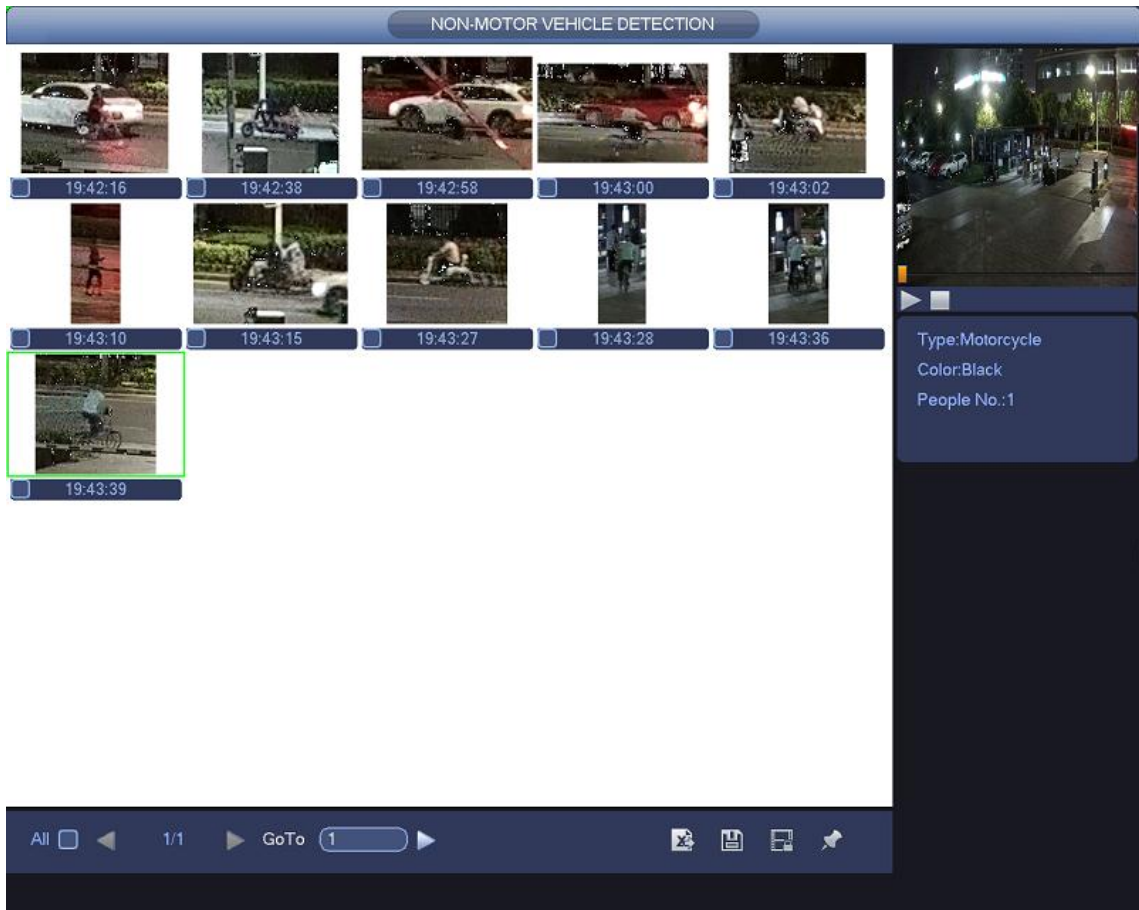 NON-MOTOR VEHICLE DETECTION
19:42:16
19:42:38
19:42:58
19:43:00
19:43:02
19:43:10
19:43:15
19:43:27
19:43:28
19:43:36
19:43:39
Type:Motorcycle
Color:Black
People No.:1
All
1/1
GoTo
1